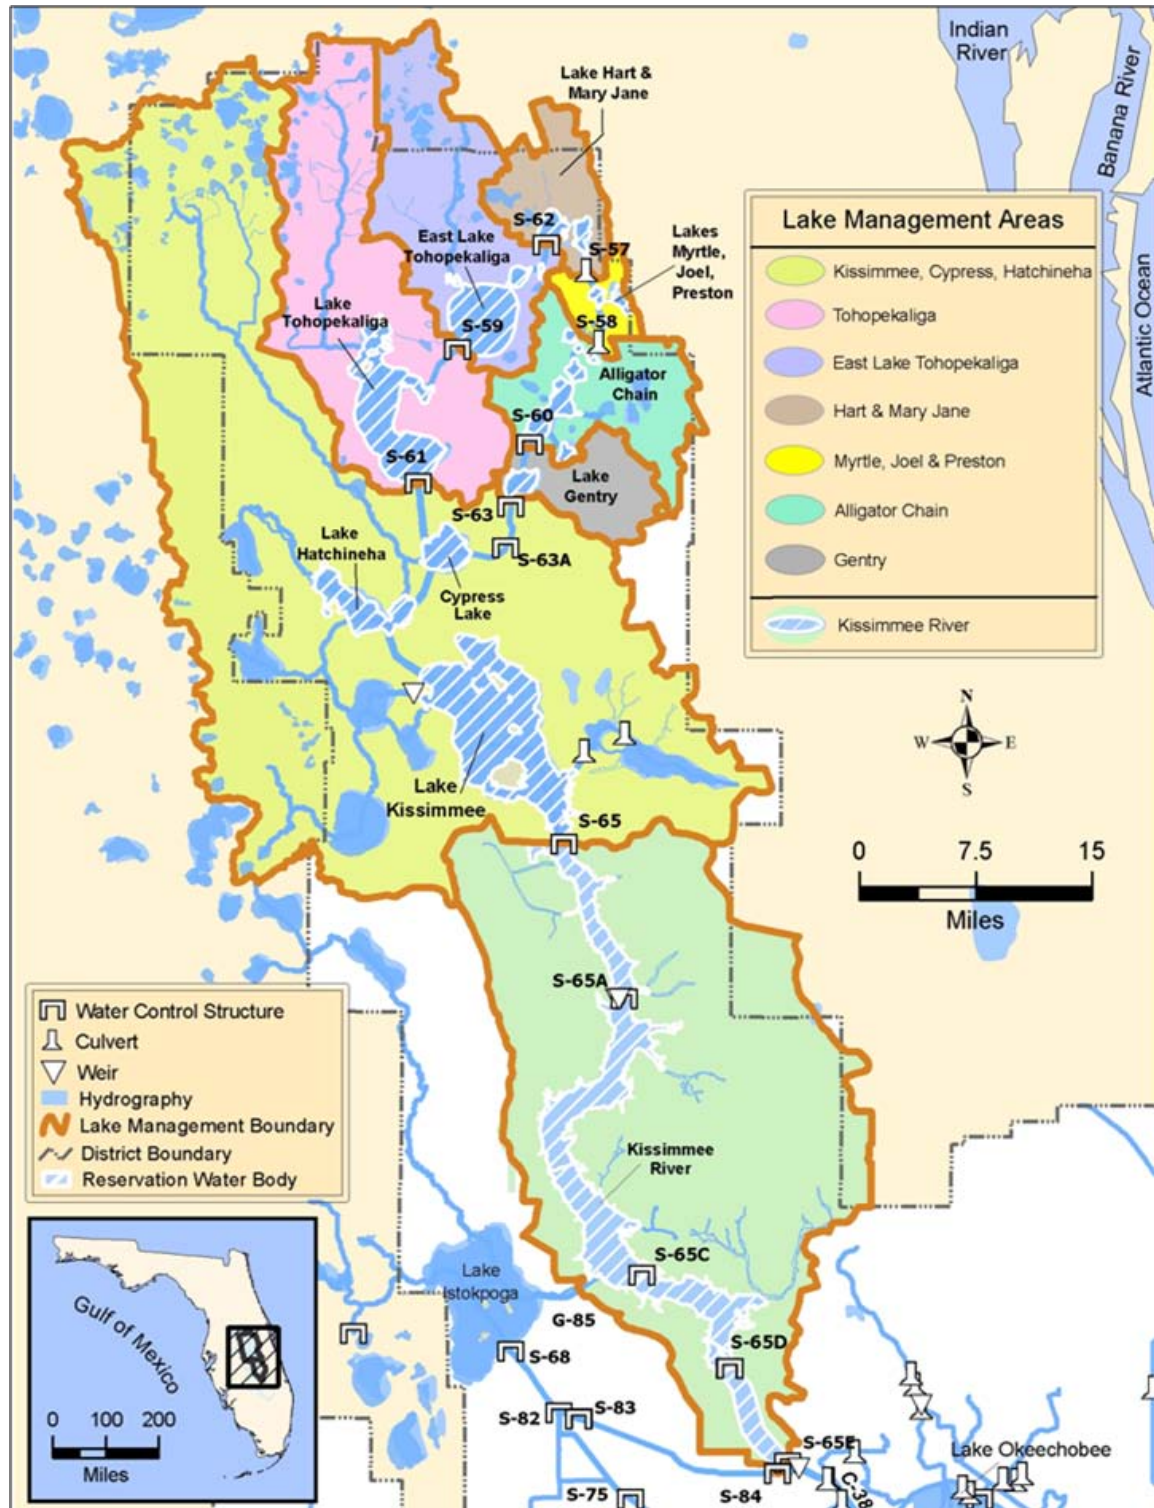 Indian
River
Banana River
Atlantic Ocean
Lake Hart &
Mary Jane
S-62
S-57
Lakes
Myrtle,
Joel,
Preston
East Lake
Tohopekaliga
Lake
Tohopekaliga
S-59
S-58
Alligator
Chain
S-60
S-61
Lake
Gentry
S-63
S-63A
Lake
Hatchineha
Cypress
Lake
Lake
Kissimmee
S-65
S-65A
Kissimmee
River
S-65C
S-65D
S-65E
Lake
Istokpoga
G-85
S-68
S-82
S-83
S-75
S-84
C-38
Lake Okeechobee
Lake Management Areas
Kissimmee, Cypress, Hatchineha
Tohopekaliga
East Lake Tohopekaliga
Hart & Mary Jane
Myrtle, Joel & Preston
Alligator Chain
Gentry
Kissimmee River
N
W E
S
0 7.5 15
Miles
Water Control Structure
Culvert
Weir
Hydrography
Lake Management Boundary
District Boundary
Reservation Water Body
Gulf of Mexico
0 100 200
Miles